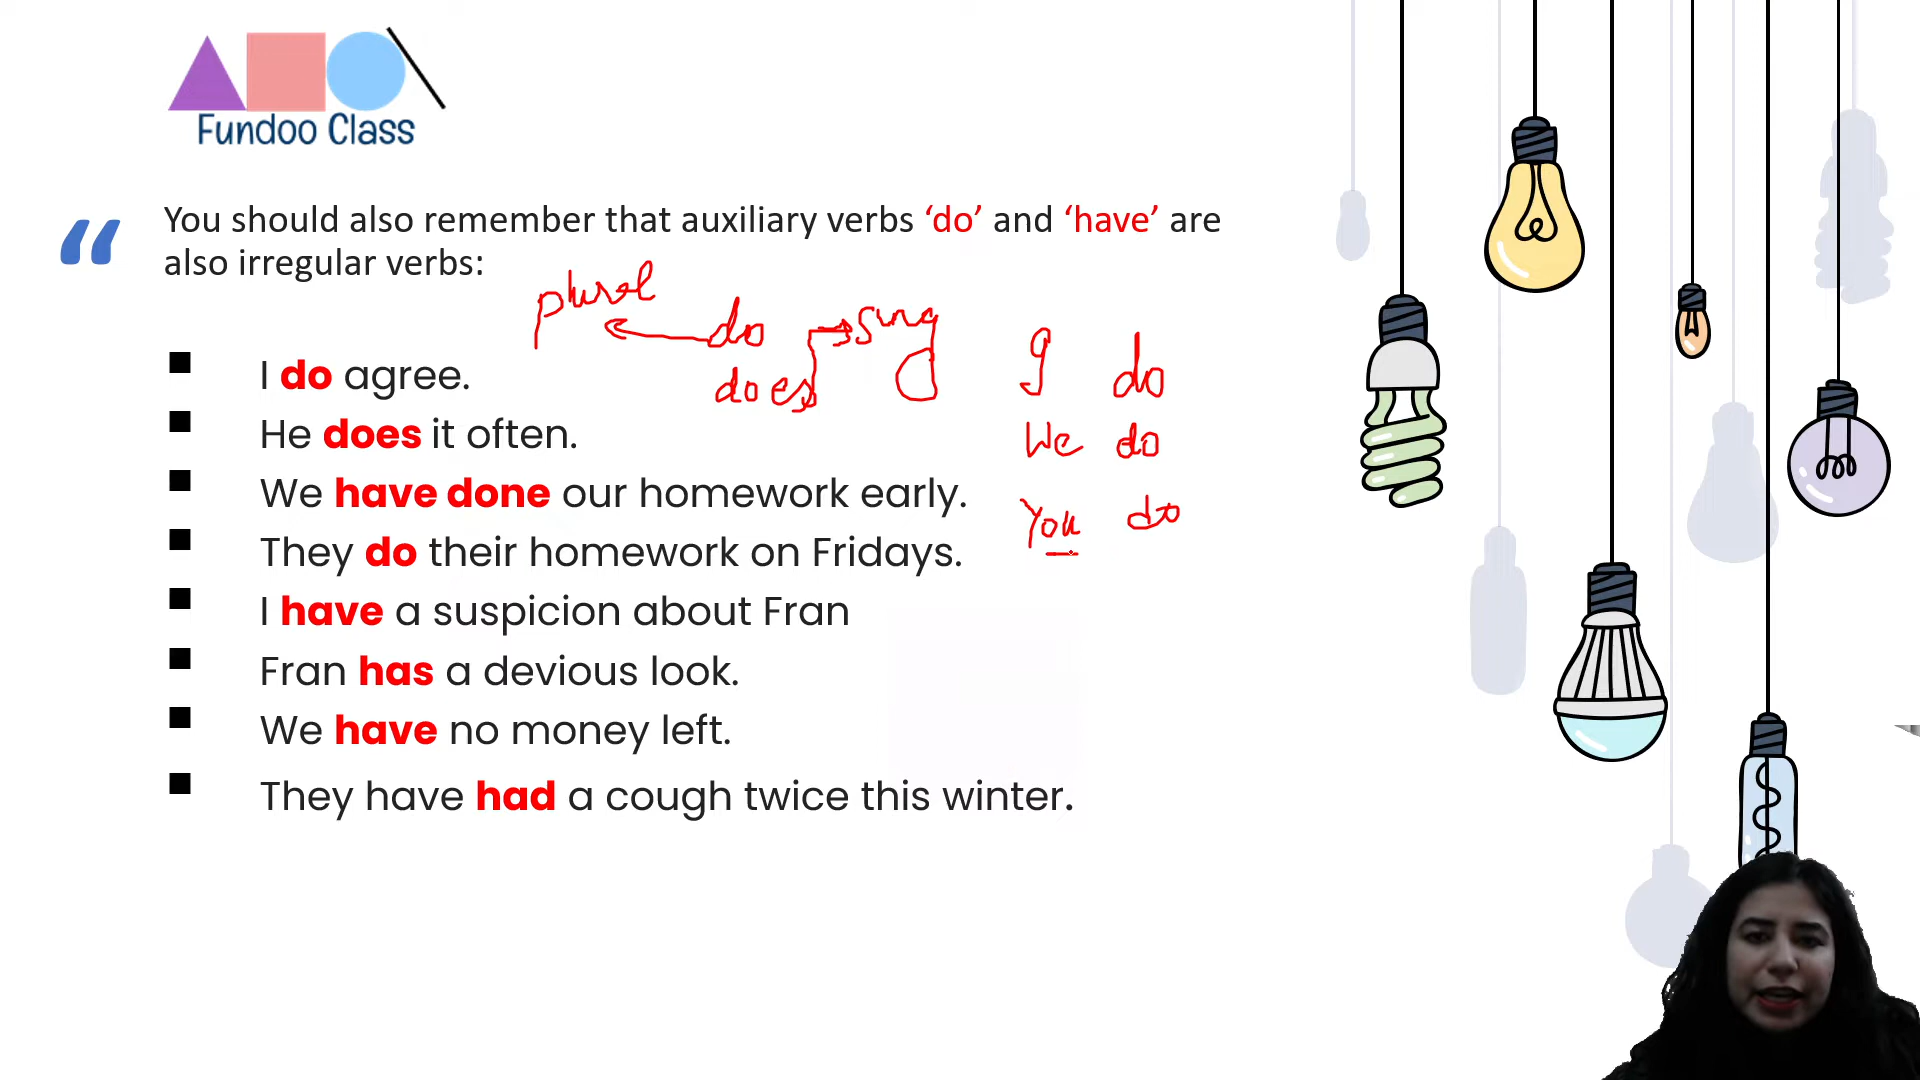 Fundoo Class
“
You should also remember that auxiliary verbs ‘do’ and ‘have’ are
also irregular verbs:
plural do sing
does
I do
We do
You do
I do agree.
He does it often.
We have done our homework early.
They do their homework on Fridays.
I have a suspicion about Fran
Fran has a devious look.
We have no money left.
They have had a cough twice this winter.